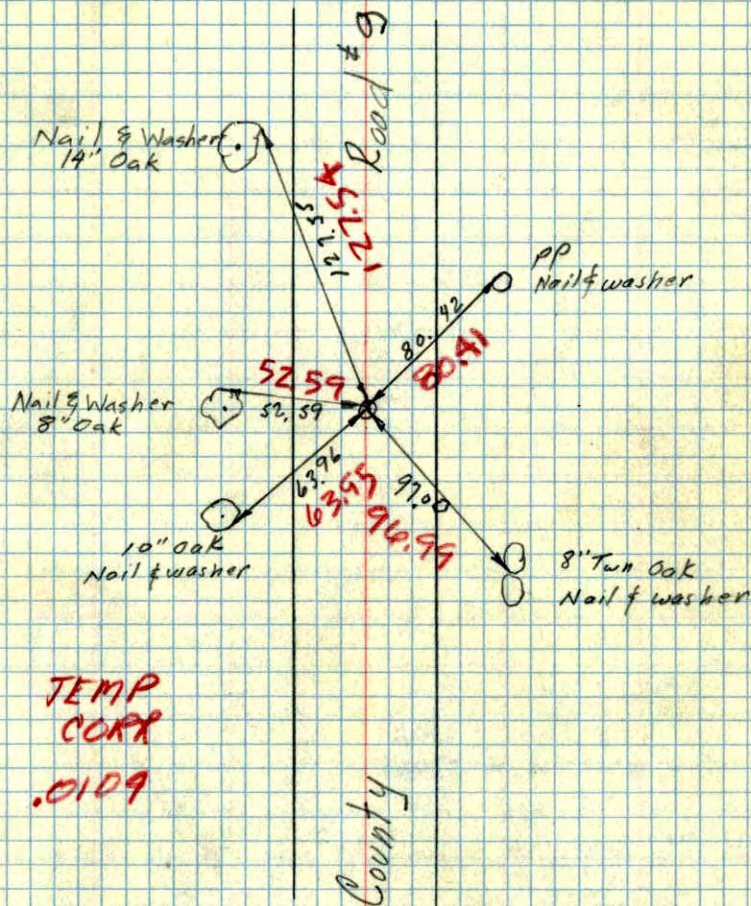 County Road #9
Nail & Washer
14" Oak
127.55
127.54
PP
Nail & washer
80.42
80.41
52.59
52.59
Nail & Washer
8" Oak
63.96
63.95
97.00
96.99
10" Oak
Nail & washer
8" Twn Oak
Nail & washer
TEMP
CORR
.0109